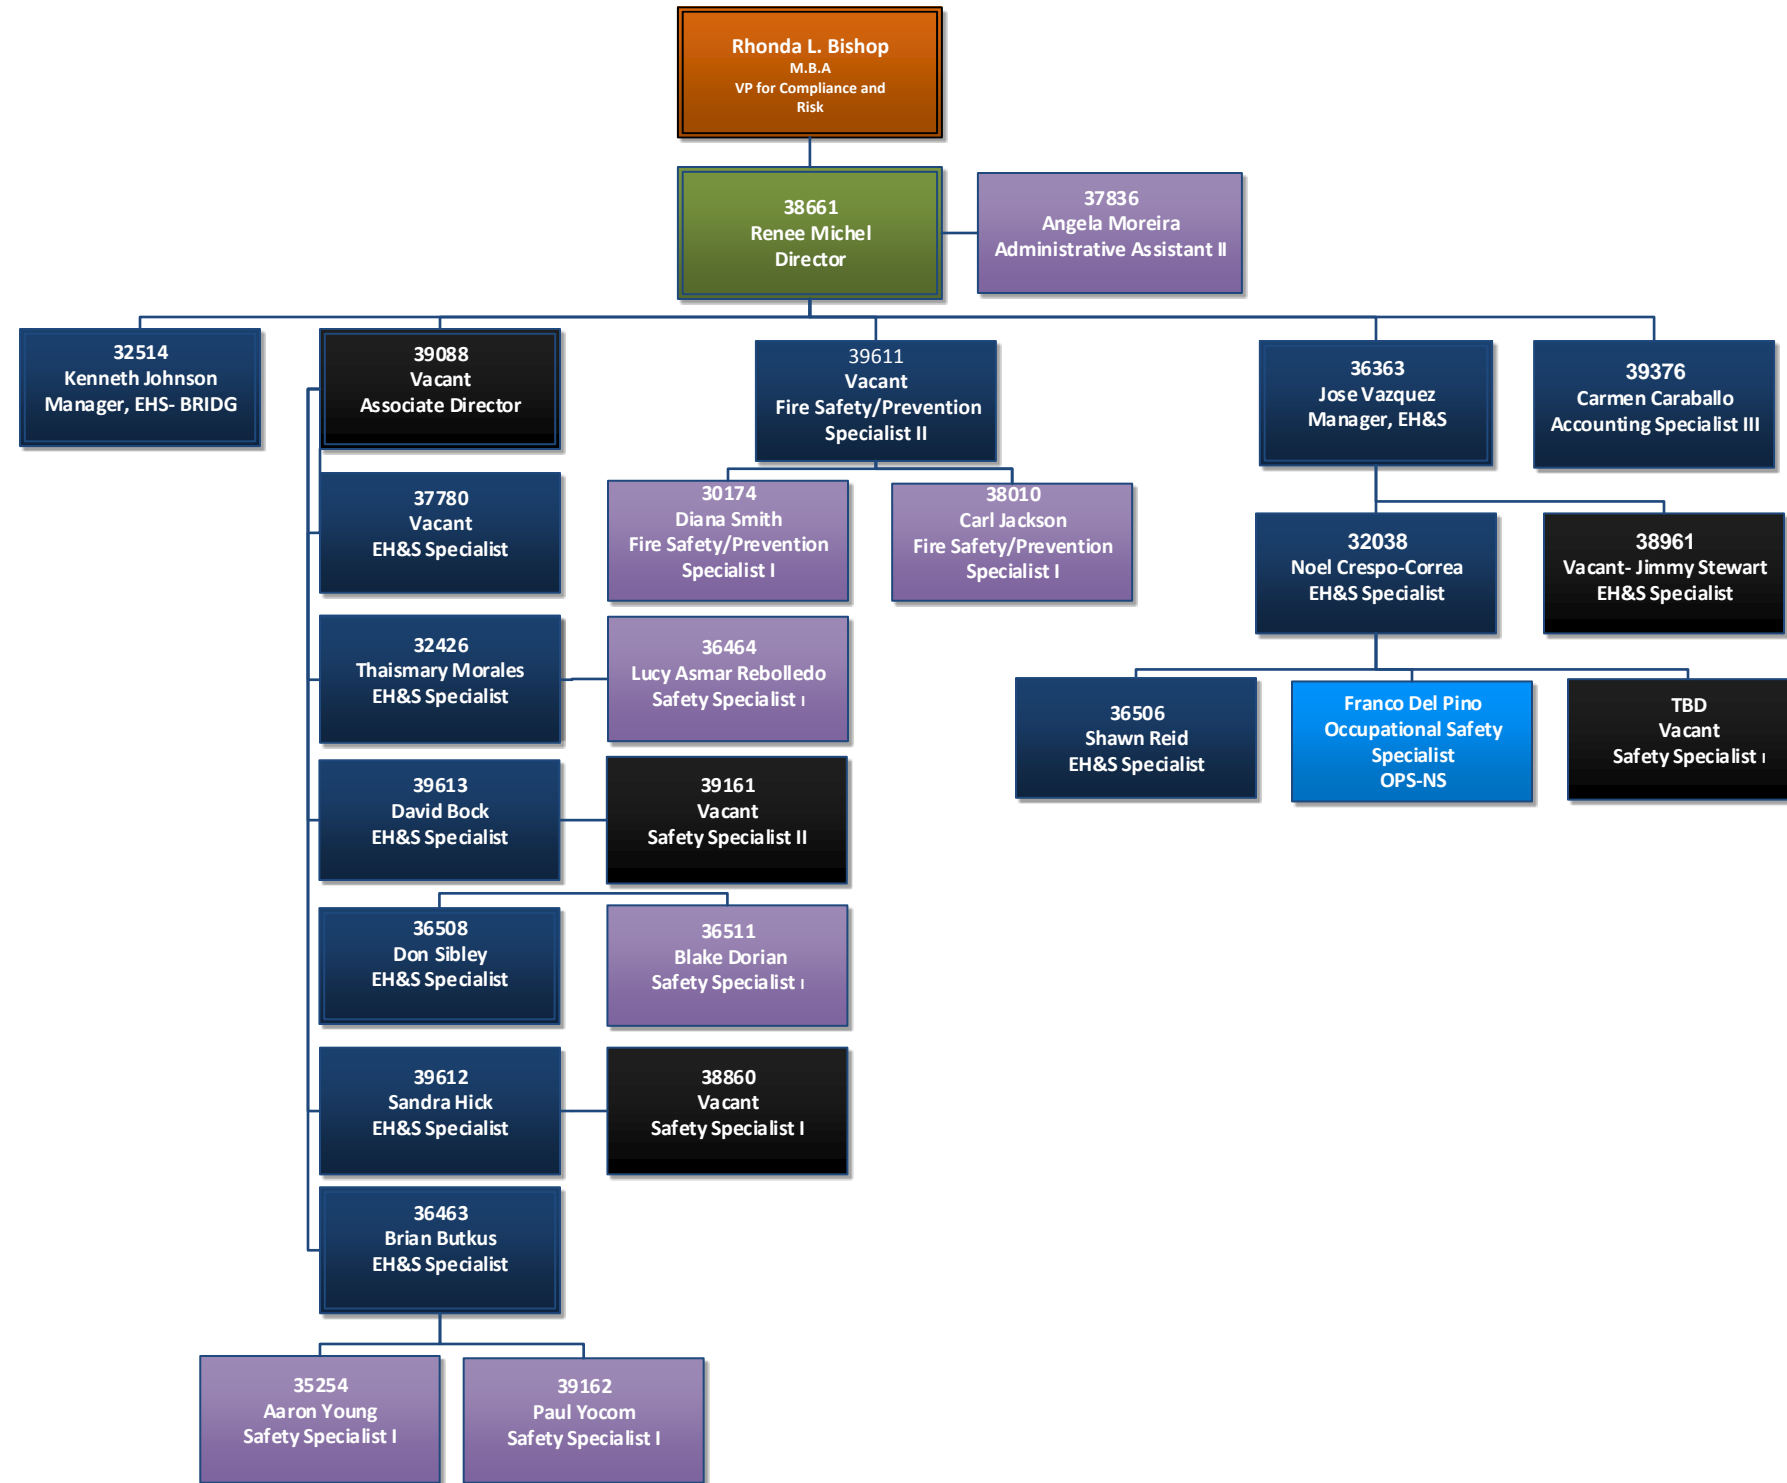 Rhonda L. Bishop
M.B.A
VP for Compliance and
Risk
38661
Renee Michel
Director
37836
Angela Moreira
Administrative Assistant II
32514
Kenneth Johnson
Manager, EHS- BRIDG
39088
Vacant
Associate Director
39611
Vacant
Fire Safety/Prevention
Specialist II
36363
Jose Vazquez
Manager, EH&S
39376
Carmen Caraballo
Accounting Specialist III
37780
Vacant
EH&S Specialist
30174
Diana Smith
Fire Safety/Prevention
Specialist I
38010
Carl Jackson
Fire Safety/Prevention
Specialist I
32038
Noel Crespo-Correa
EH&S Specialist
38961
Vacant- Jimmy Stewart
EH&S Specialist
32426
Thaismary Morales
EH&S Specialist
36464
Lucy Asmar Rebolledo
Safety Specialist I
36506
Shawn Reid
EH&S Specialist
Franco Del Pino
Occupational Safety
Specialist
OPS-NS
TBD
Vacant
Safety Specialist I
39613
David Bock
EH&S Specialist
39161
Vacant
Safety Specialist II
36508
Don Sibley
EH&S Specialist
36511
Blake Dorian
Safety Specialist I
39612
Sandra Hick
EH&S Specialist
38860
Vacant
Safety Specialist I
36463
Brian Butkus
EH&S Specialist
35254
Aaron Young
Safety Specialist I
39162
Paul Yocom
Safety Specialist I